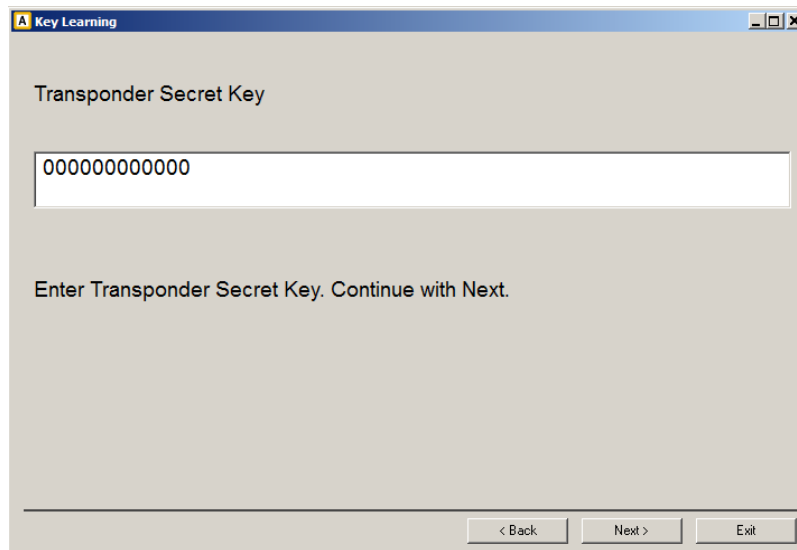 A Key Learning
Transponder Secret Key
000000000000
Enter Transponder Secret Key. Continue with Next.
< Back Next > Exit